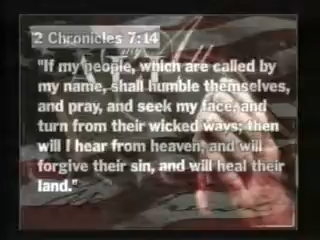 2 Chronicles 7:14
"If my people, which are called by
my name, shall humble themselves,
and pray, and seek my face, and
turn from their wicked ways; then
will I hear from heaven, and will
forgive their sin, and will heal their
land."